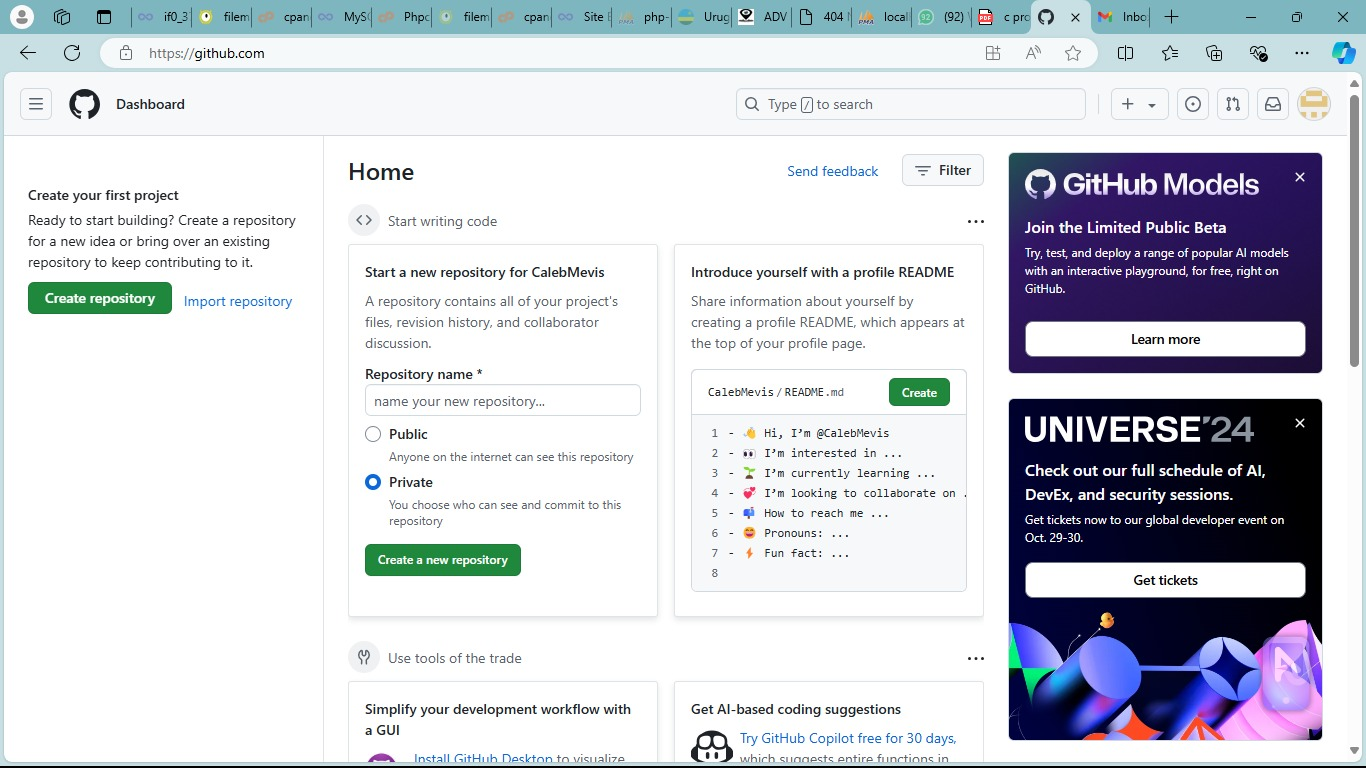 if0_3
filem
cpan
MyS
Phpc
filem
cpan
Site E
php-
Urug
ADV
404 N
locall
(92) \
c pro
Inbo
https://github.com
Dashboard
Type / to search
Create your first project
Ready to start building? Create a repository
for a new idea or bring over an existing
repository to keep contributing to it.
Create repository
Import repository
Home
Send feedback
Filter
Start writing code
Start a new repository for CalebMevis
A repository contains all of your project's
files, revision history, and collaborator
discussion.
Repository name *
name your new repository...
Public
Anyone on the internet can see this repository
Private
You choose who can see and commit to this
repository
Create a new repository
Introduce yourself with a profile README
Share information about yourself by
creating a profile README, which appears at
the top of your profile page.
CalebMevis / README.md
Create
1 - 👋 Hi, I’m @CalebMevis
2 - 👀 I’m interested in ...
3 - 🌱 I’m currently learning ...
4 - 💞️ I’m looking to collaborate on .
5 - 📫 How to reach me ...
6 - 😄 Pronouns: ...
7 - ⚡ Fun fact: ...
8
Use tools of the trade
Simplify your development workflow with
a GUI
Install GitHub Desktop to visualize
Get AI-based coding suggestions
Try GitHub Copilot free for 30 days,
which suggests entire functions in
GitHub Models
Join the Limited Public Beta
Try, test, and deploy a range of popular AI models
with an interactive playground, for free, right on
GitHub.
Learn more
UNIVERSE'24
Check out our full schedule of AI,
DevEx, and security sessions.
Get tickets now to our global developer event on
Oct. 29-30.
Get tickets